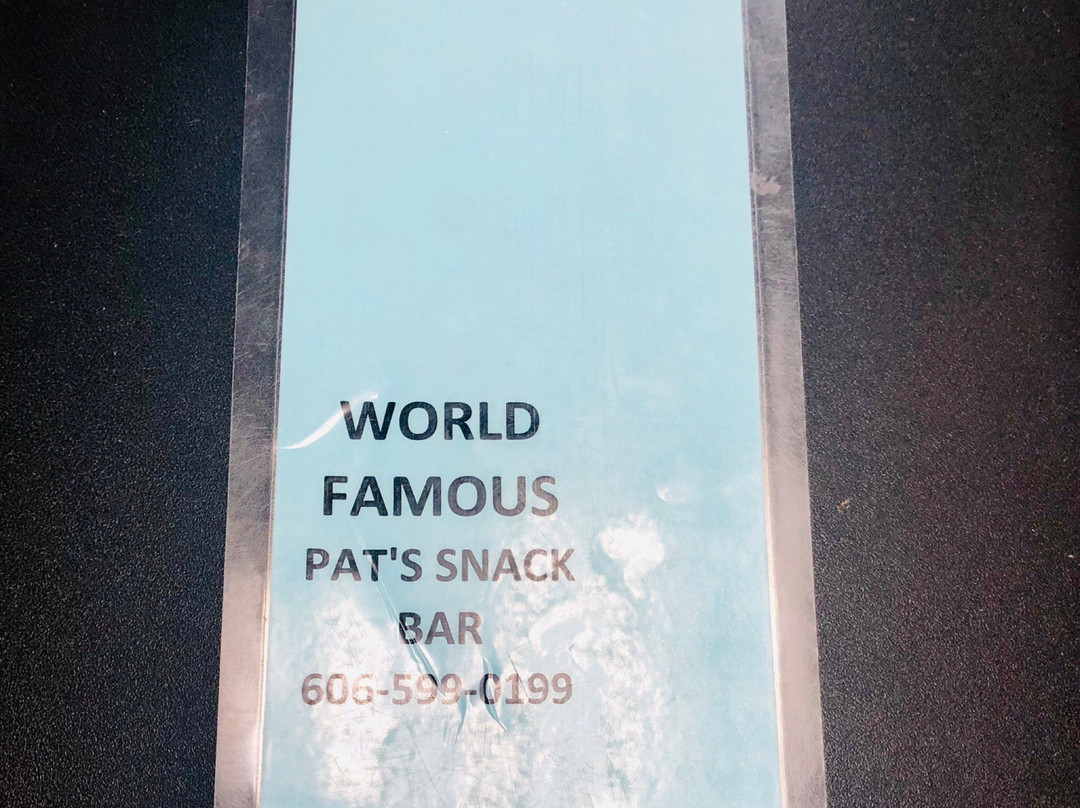 WORLD
FAMOUS
PAT'S SNACK
BAR
606-599-0199